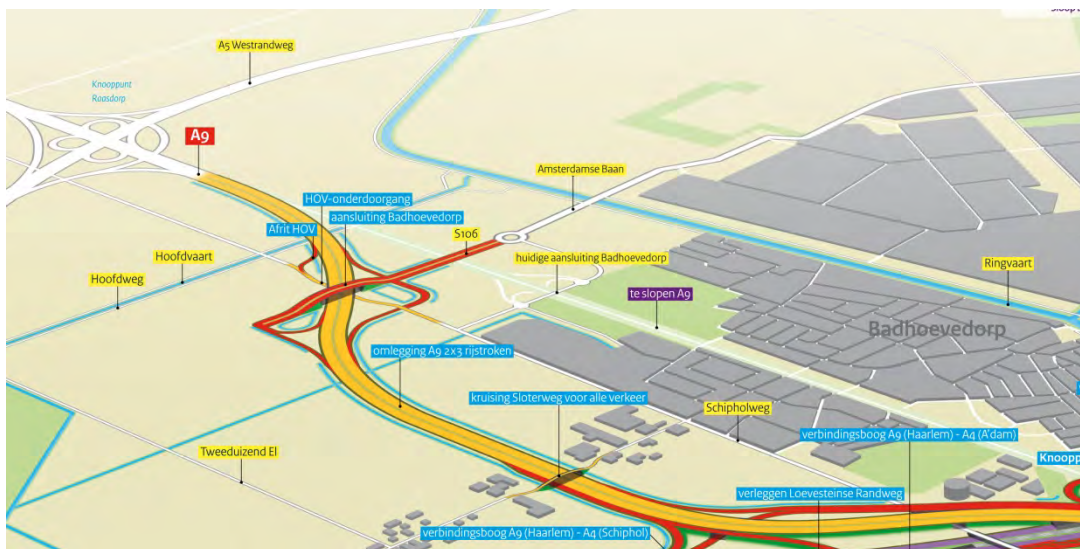 A5 Westrandweg
Knooppunt
Raasdorp
A9
Amsterdamse Baan
HOV-onderdoorgang
aansluiting Badhoevedorp
Afrit HOV
S106
Hoofdvaart
huidige aansluiting Badhoevedorp
Ringvaart
Hoofdweg
te slopen A9
Badhoevedorp
omlegging A9 2x3 rijstroken
kruising Sloterweg voor alle verkeer
Schipholweg
verbindingsboog A9 (Haarlem) - A4 (A'dam)
Tweeduizend El
verleggen Loevesteinse Randweg
verbindingsboog A9 (Haarlem) - A4 (Schiphol)